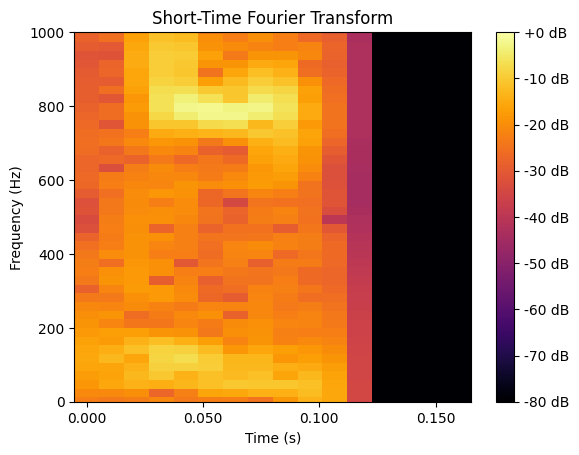 Short-Time Fourier Transform
1000
800
600
400
200
0
Frequency (Hz)
0.000
0.050
0.100
0.150
Time (s)
+0 dB
-10 dB
-20 dB
-30 dB
-40 dB
-50 dB
-60 dB
-70 dB
-80 dB